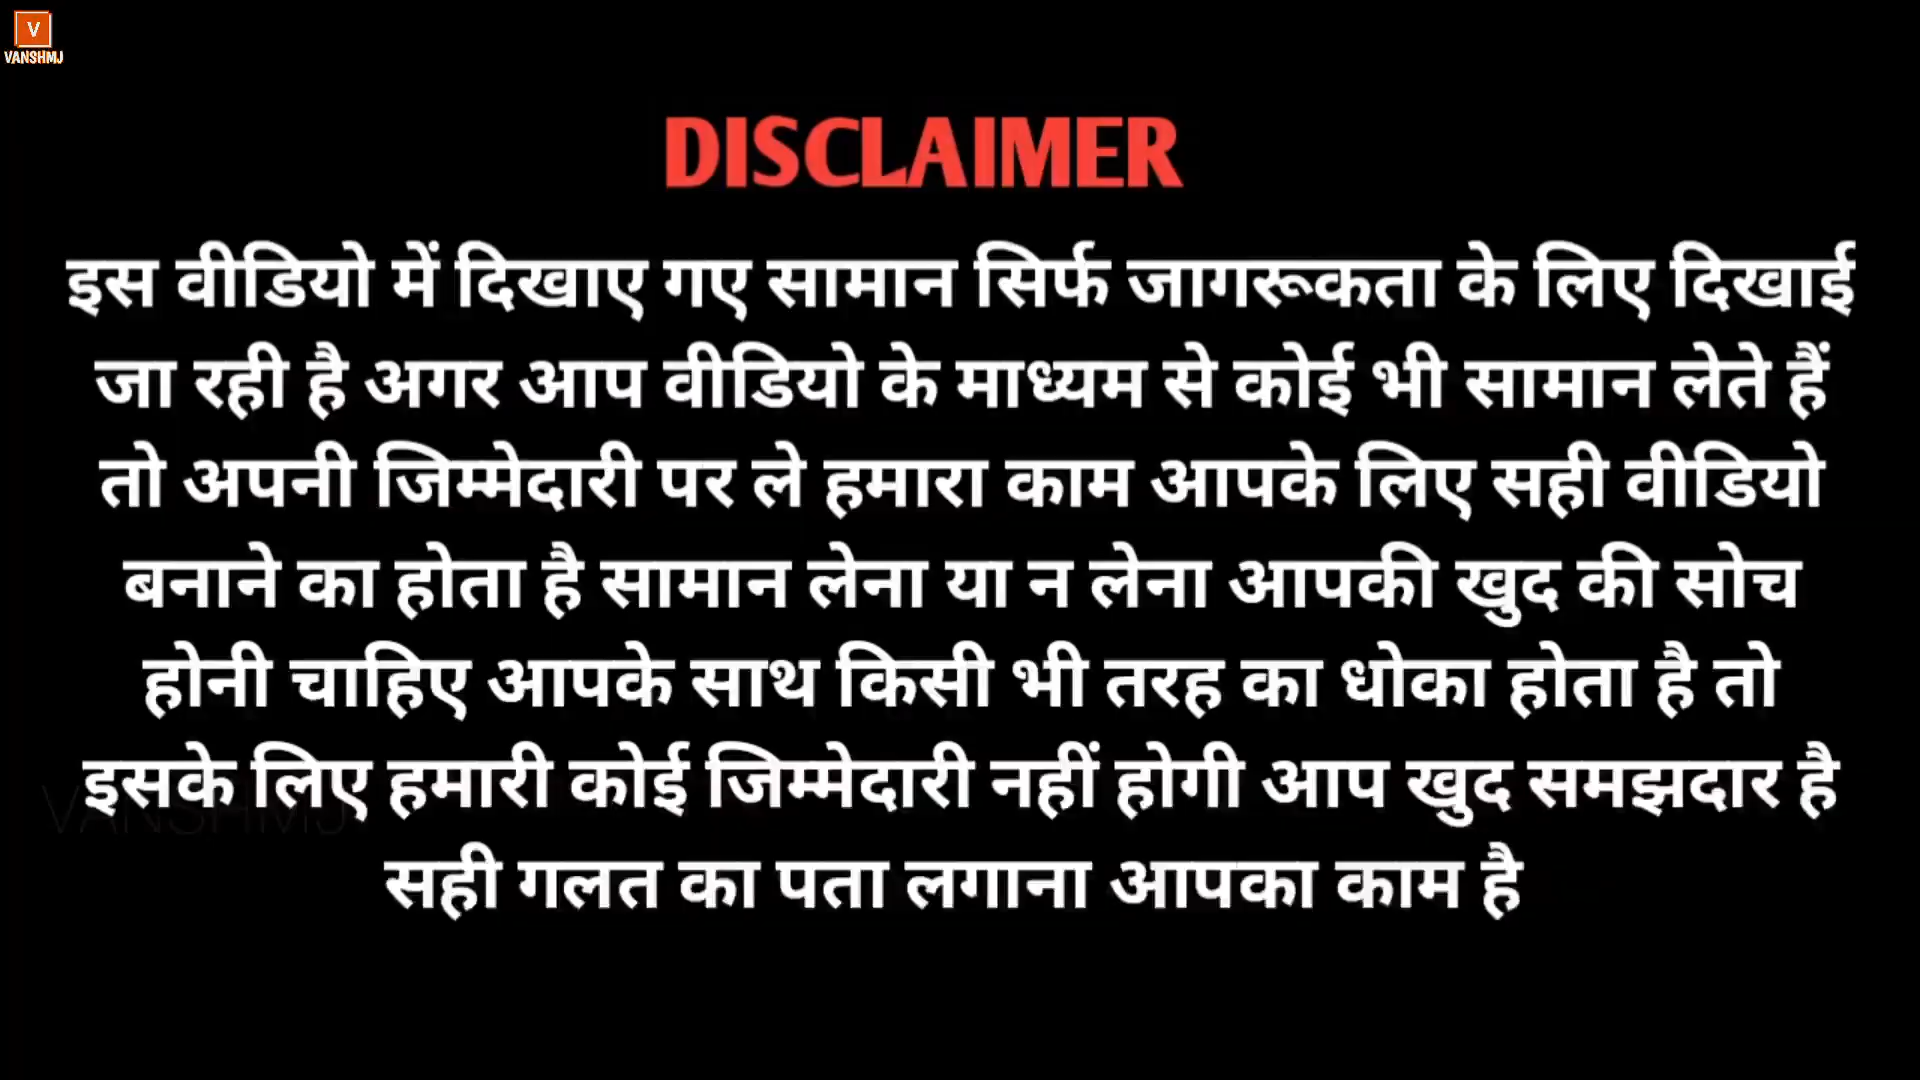 V
VANSHMJ
DISCLAIMER
इस वीडियो में दिखाए गए सामान सिर्फ जागरूकता के लिए दिखाई
जा रही है अगर आप वीडियो के माध्यम से कोई भी सामान लेते हैं
तो अपनी जिम्मेदारी पर ले हमारा काम आपके लिए सही वीडियो
बनाने का होता है सामान लेना या न लेना आपकी खुद की सोच
होनी चाहिए आपके साथ किसी भी तरह का धोका होता है तो
इसके लिए हमारी कोई जिम्मेदारी नहीं होगी आप खुद समझदार है
VANSHMJ
सही गलत का पता लगाना आपका काम है